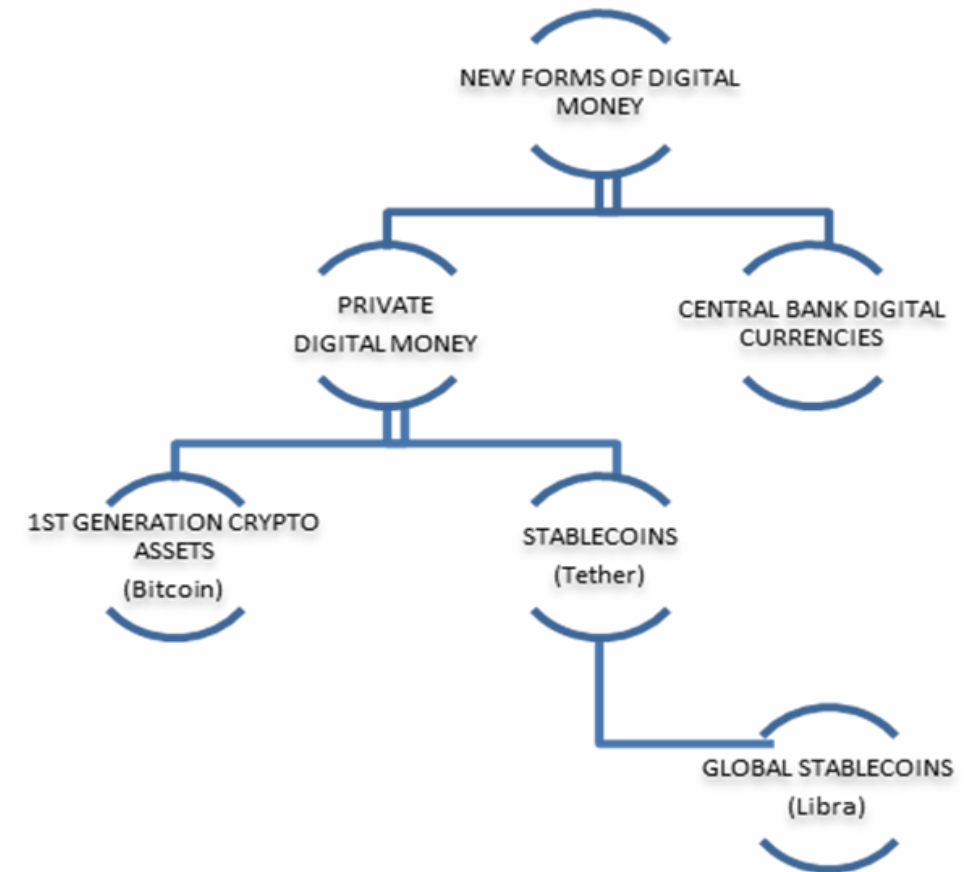 NEW FORMS OF DIGITAL
MONEY
PRIVATE
DIGITAL MONEY
CENTRAL BANK DIGITAL
CURRENCIES
1ST GENERATION CRYPTO
ASSETS
(Bitcoin)
STABLECOINS
(Tether)
GLOBAL STABLECOINS
(Libra)